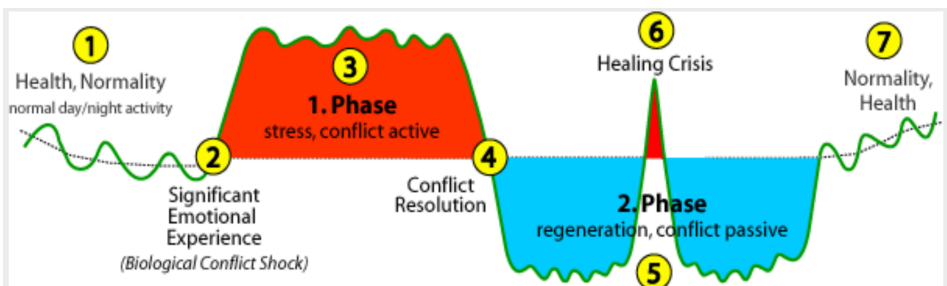 1
Health, Normality
normal day/night activity
2
Significant
Emotional
Experience
(Biological Conflict Shock)
3
1. Phase
stress, conflict active
4
Conflict
Resolution
2. Phase
regeneration, conflict passive
5
6
Healing Crisis
7
Normality,
Health